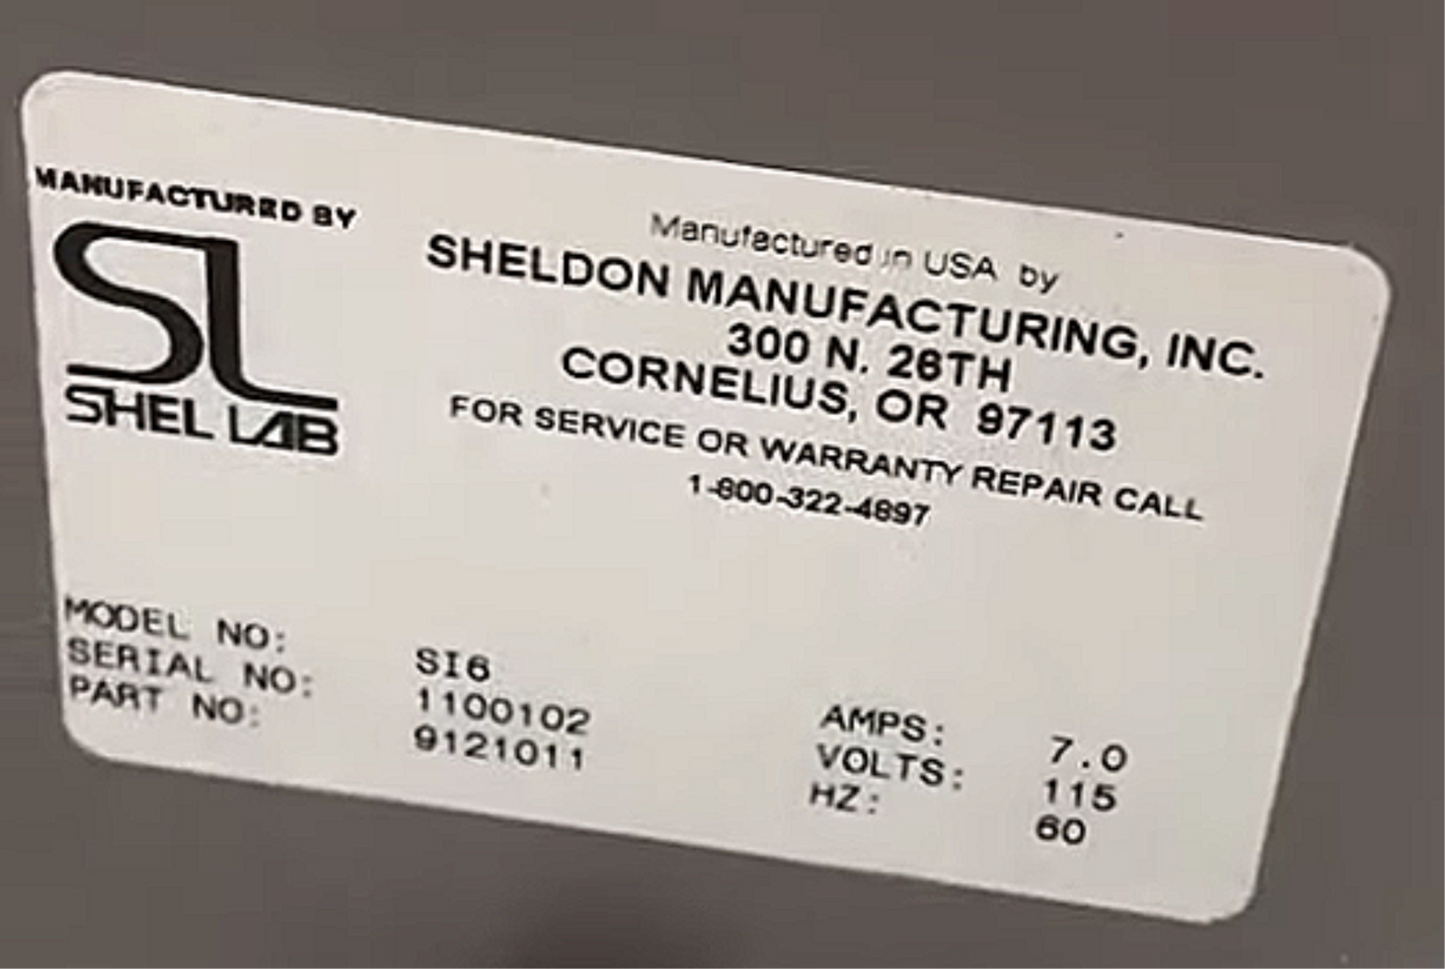 MANUFACTURED BY
SL
SHEL LAB
Manufactured in USA by
SHELDON MANUFACTURING, INC.
300 N. 26TH
CORNELIUS, OR 97113
FOR SERVICE OR WARRANTY REPAIR CALL
1-800-322-4897
MODEL NO: SI6
SERIAL NO: 1100102
PART NO: 9121011
AMPS: 7.0
VOLTS: 115
HZ: 60